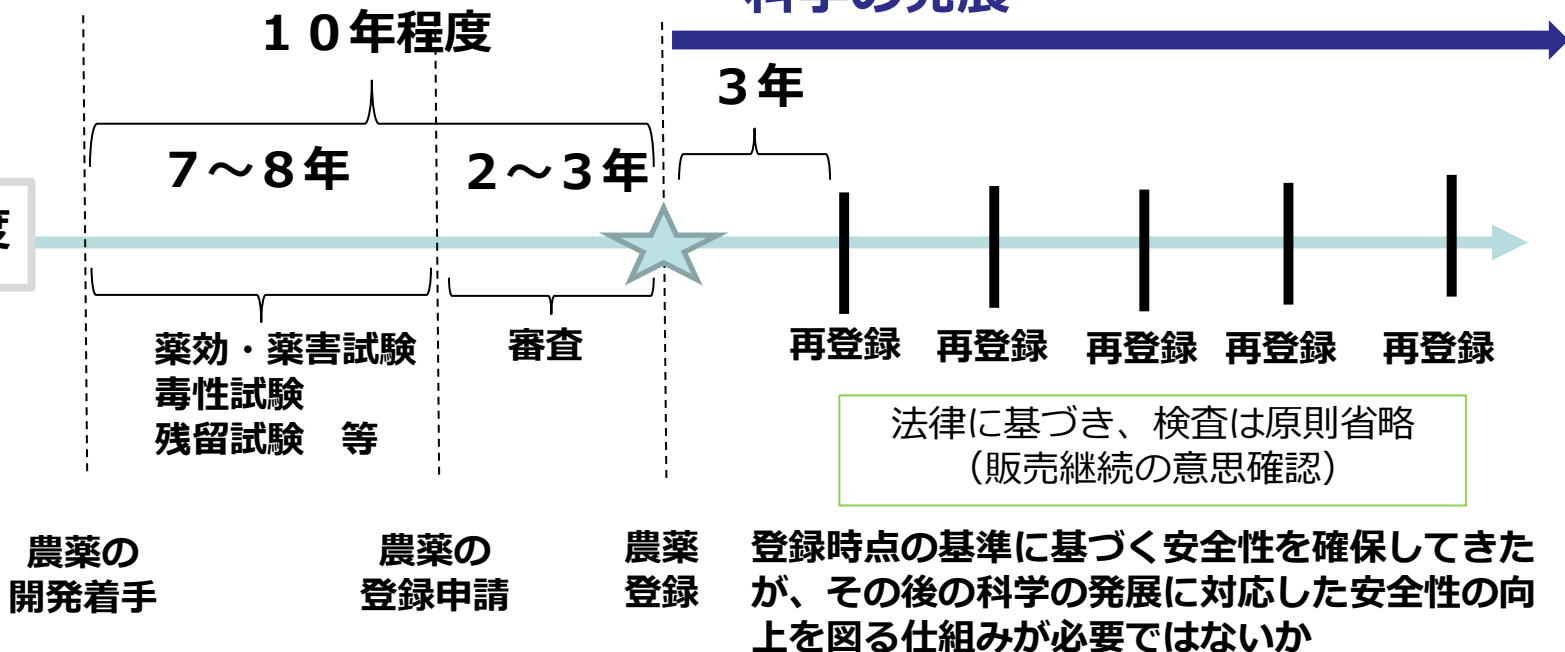 科学の発展
１０年程度
３年
７～８年
２～３年
度
薬効・薬害試験
毒性試験
残留試験　等
審査
再登録
再登録
再登録
再登録
再登録
法律に基づき、検査は原則省略
（販売継続の意思確認）
農薬の
開発着手
農薬の
登録申請
農薬
登録
登録時点の基準に基づく安全性を確保してきた
が、その後の科学の発展に対応した安全性の向
上を図る仕組みが必要ではないか